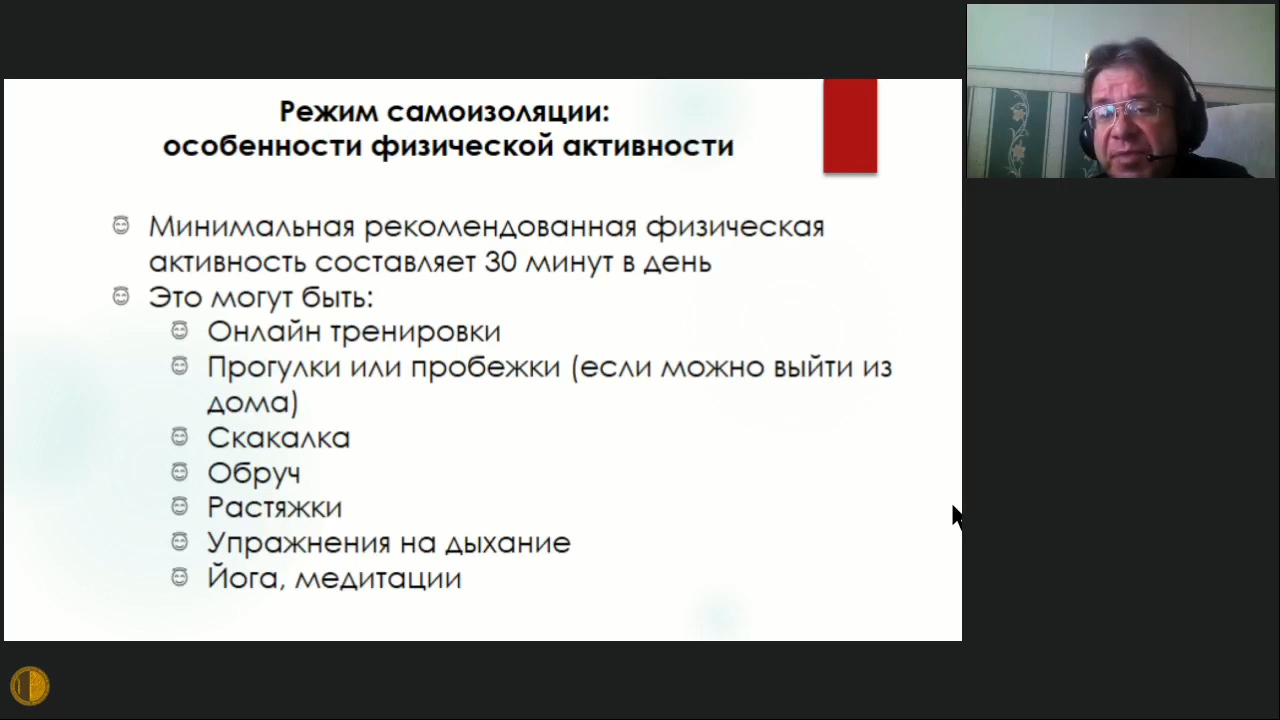 Режим самоизоляции:
особенности физической активности
Минимальная рекомендованная физическая
активность составляет 30 минут в день
Это могут быть:
Онлайн тренировки
Прогулки или пробежки (если можно выйти из
дома)
Скакалка
Обруч
Растяжки
Упражнения на дыхание
Йога, медитации